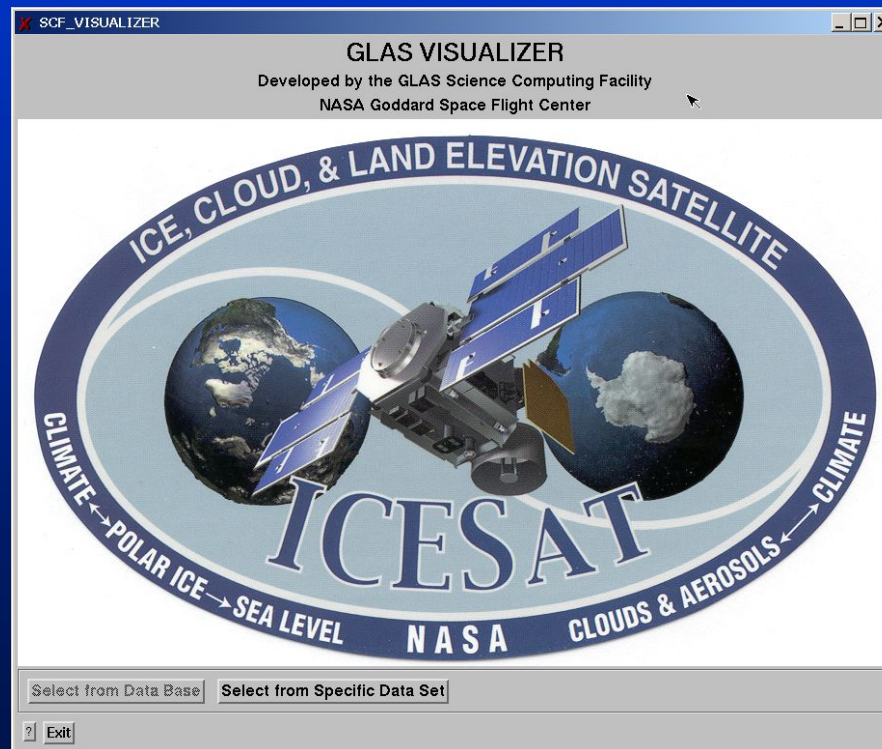 SCF_VISUALIZER
GLAS VISUALIZER
Developed by the GLAS Science Computing Facility
NASA Goddard Space Flight Center
ICE, CLOUD, & LAND ELEVATION SATELLITE
ICESAT
CLIMATE↔POLAR ICE→SEA LEVEL
NASA
CLOUDS & AEROSOLS↔CLIMATE
Select from Data Base
Select from Specific Data Set
?
Exit